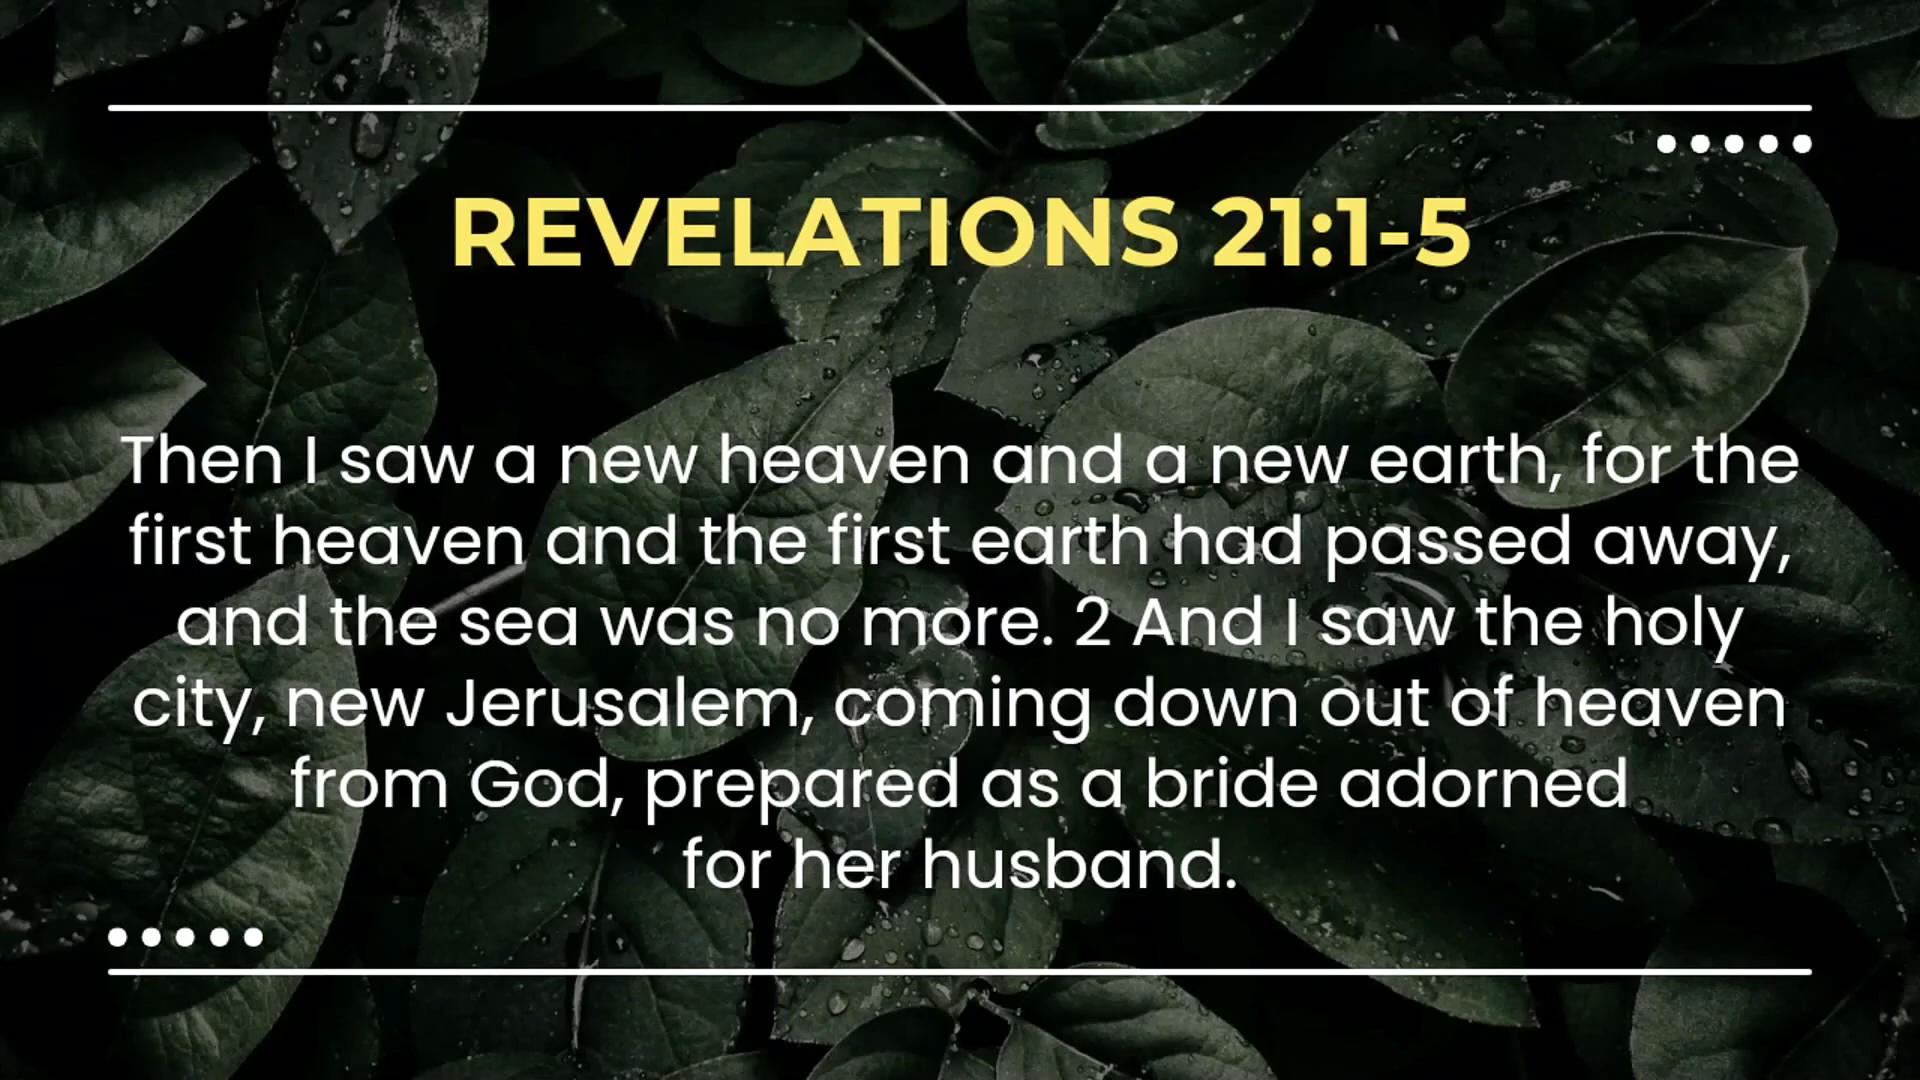 REVELATIONS 21:1-5
Then I saw a new heaven and a new earth, for the
first heaven and the first earth had passed away,
and the sea was no more. 2 And I saw the holy
city, new Jerusalem, coming down out of heaven
from God, prepared as a bride adorned
for her husband.